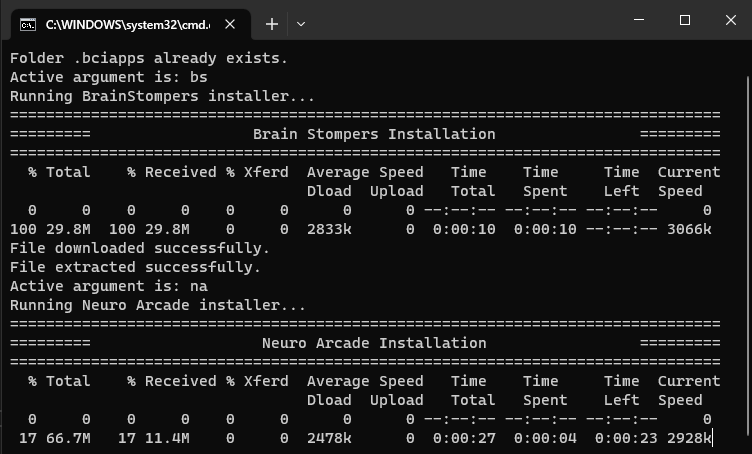 C:\WINDOWS\system32\cmd.
Folder .bciapps already exists.
Active argument is: bs
Running BrainStompers installer...
===============================================================================
=========                  Brain Stompers Installation                =========
===============================================================================
  % Total    % Received % Xferd  Average Speed   Time    Time     Time  Current
                                 Dload  Upload   Total   Spent    Left  Speed
  0     0    0     0    0     0      0      0 --:--:-- --:--:-- --:--:--     0
100 29.8M  100 29.8M    0     0  2833k      0  0:00:10  0:00:10 --:--:-- 3066k
File downloaded successfully.
File extracted successfully.
Active argument is: na
Running Neuro Arcade installer...
===============================================================================
=========                   Neuro Arcade Installation                 =========
===============================================================================
  % Total    % Received % Xferd  Average Speed   Time    Time     Time  Current
                                 Dload  Upload   Total   Spent    Left  Speed
  0     0    0     0    0     0      0      0 --:--:-- --:--:-- --:--:--     0
 17 66.7M   17 11.4M    0     0  2478k      0  0:00:27  0:00:04  0:00:23 2928k